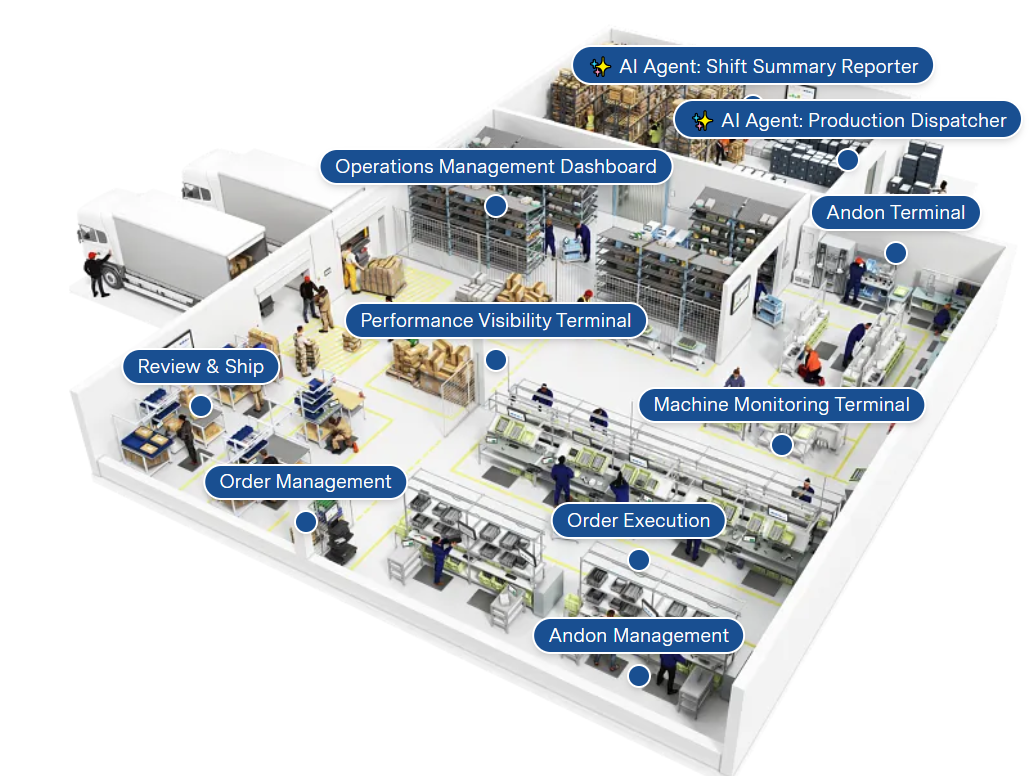 AI Agent: Shift Summary Reporter
AI Agent: Production Dispatcher
Operations Management Dashboard
Andon Terminal
Performance Visibility Terminal
Review & Ship
Machine Monitoring Terminal
Order Management
Order Execution
Andon Management